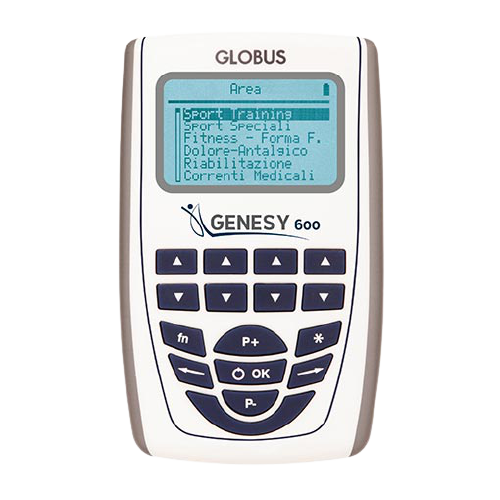 GLOBUS
Area
Sport Training
Sport Speciali
Fitness - Forma F.
Dolore-Antalgico
Riabilitazione
Correnti Medicali
GENESY 600
▲ ▲ ▲ ▲
▼ ▼ ▼ ▼
fn P+ *
← OK →
P-